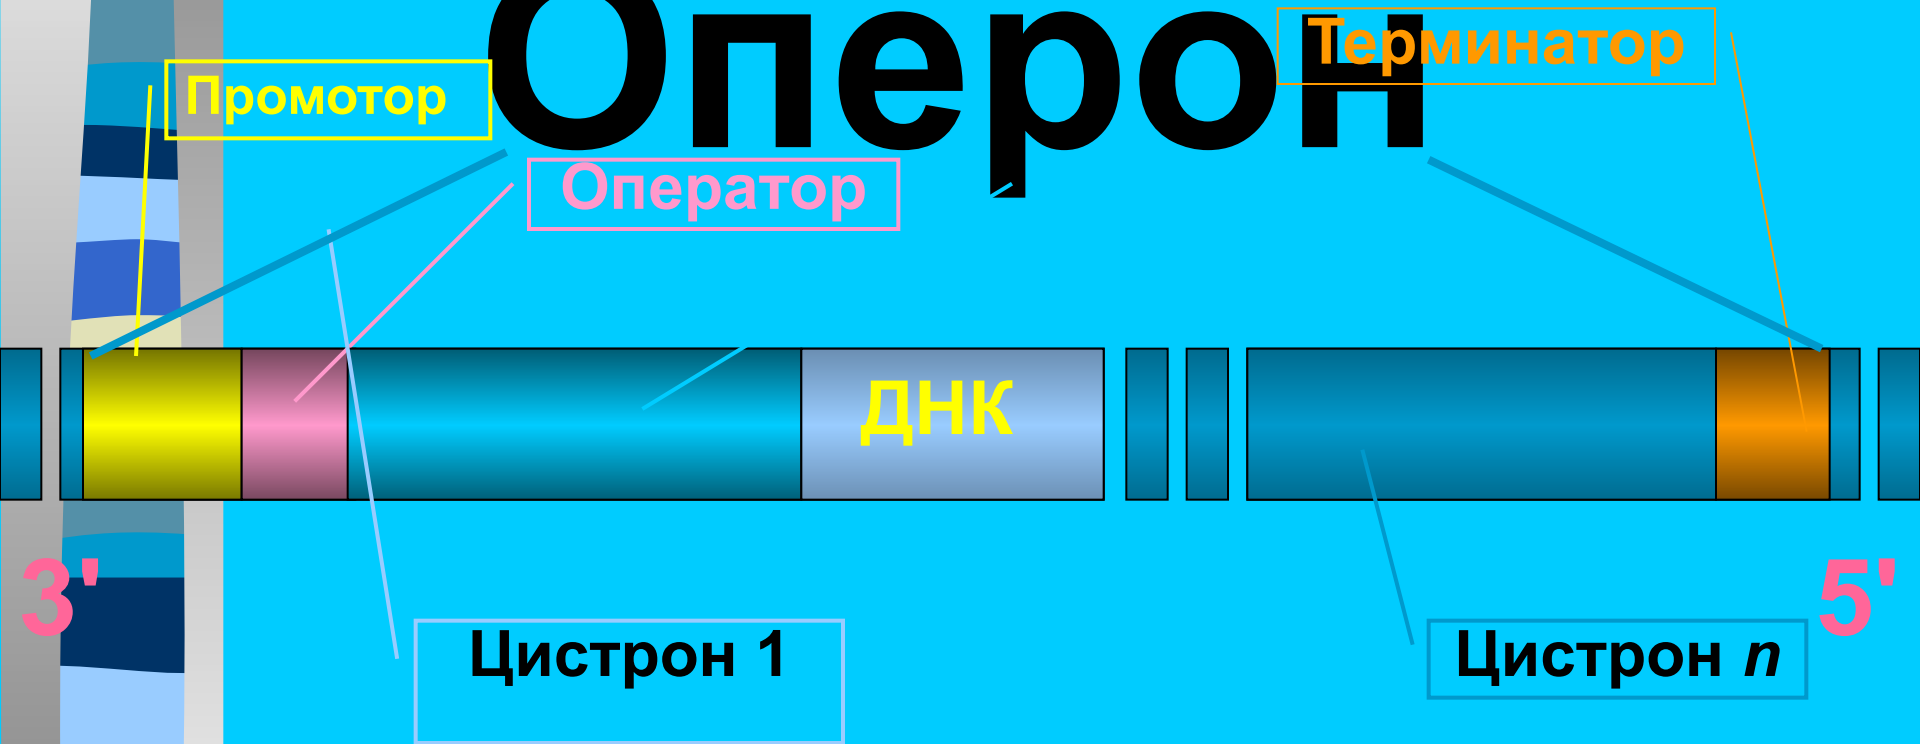 Оперон
Терминатор
Промотор
Оператор
ДНК
3'
5'
Цистрон 1
Цистрон n